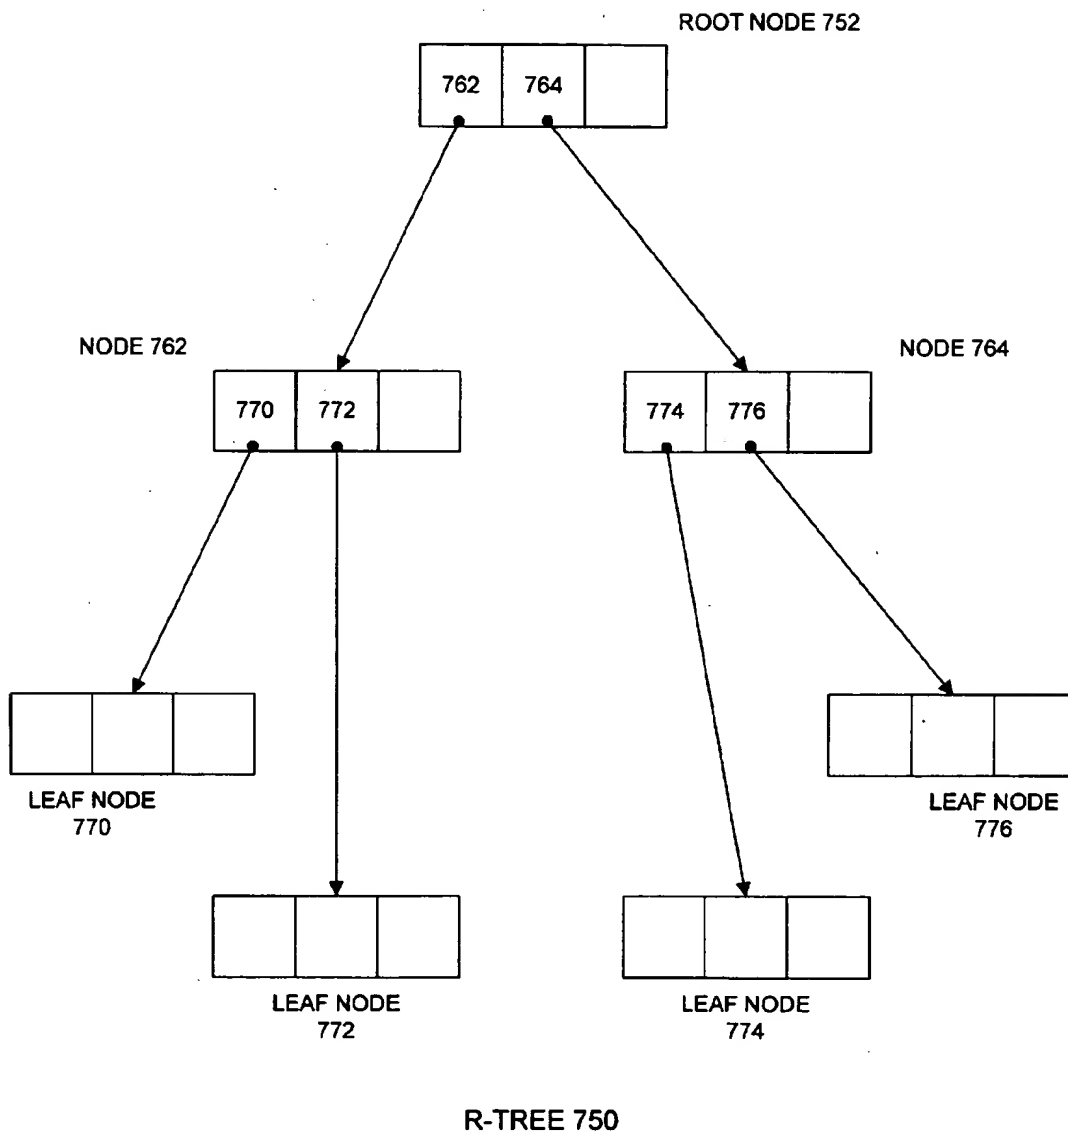 ROOT NODE 752
762 764
NODE 762
NODE 764
770 772
774 776
LEAF NODE
770
LEAF NODE
776
LEAF NODE
772
LEAF NODE
774
R-TREE 750